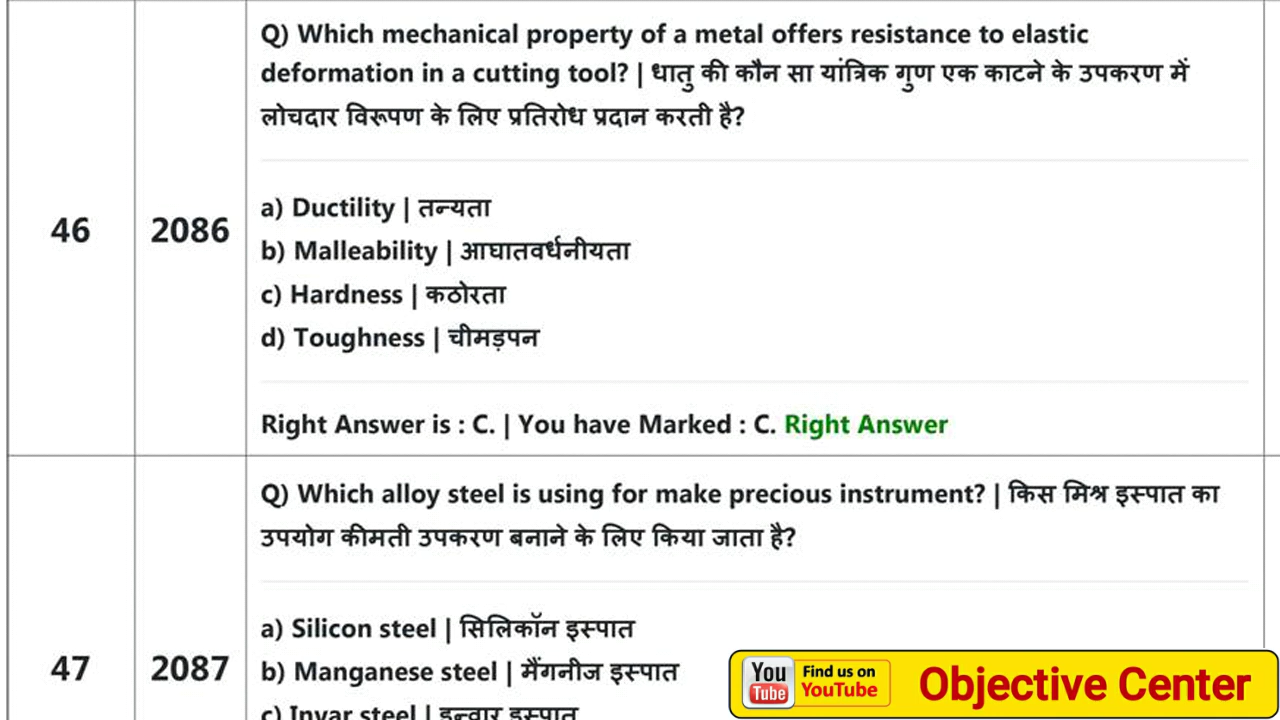 Q) Which mechanical property of a metal offers resistance to elastic
deformation in a cutting tool? | धातु की कौन सा यांत्रिक गुण एक काटने के उपकरण में
लोचदार विरूपण के लिए प्रतिरोध प्रदान करती है?
46
2086
a) Ductility | तन्यता
b) Malleability | आघातवर्धनीयता
c) Hardness | कठोरता
d) Toughness | चीमड़पन
Right Answer is : C. | You have Marked : C. Right Answer
Q) Which alloy steel is using for make precious instrument? | किस मिश्र इस्पात का
उपयोग कीमती उपकरण बनाने के लिए किया जाता है?
47
2087
a) Silicon steel | सिलिकॉन इस्पात
b) Manganese steel | मैंगनीज इस्पात
c) Invar steel | इन्वार इस्पात
You
Tube
Find us on
YouTube
Objective Center